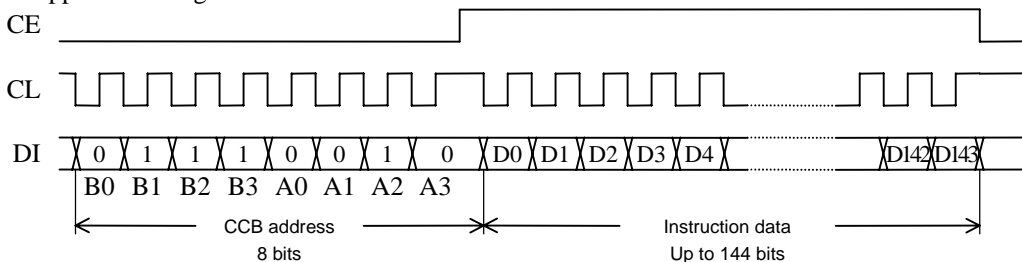 CE
CL
DI 0 1 1 1 0 0 1 0 D0 D1 D2 D3 D4 D142 D143
B0 B1 B2 B3 A0 A1 A2 A3
CCB address Instruction data
8 bits Up to 144 bits